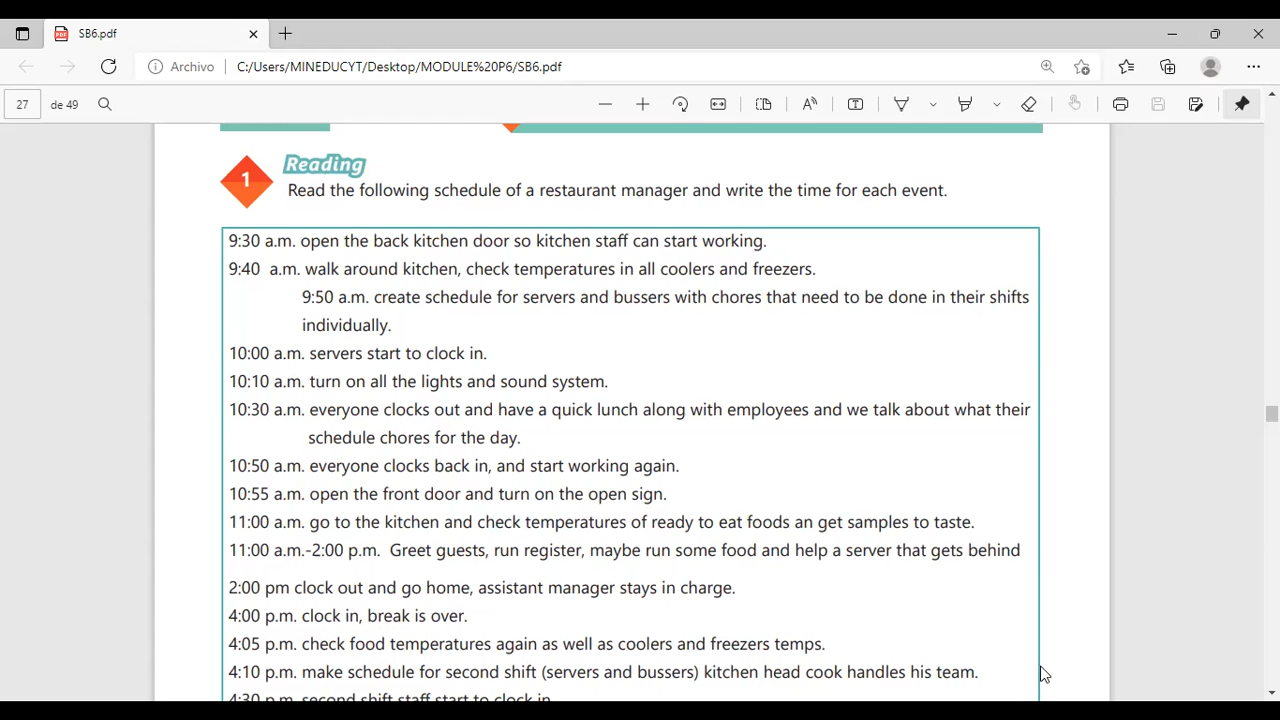 SB6.pdf
Archivo
C:/Users/MINEDUCYT/Desktop/MODULE%20P6/SB6.pdf
27 de 49
1
Reading
Read the following schedule of a restaurant manager and write the time for each event.
9:30 a.m. open the back kitchen door so kitchen staff can start working.
9:40 a.m. walk around kitchen, check temperatures in all coolers and freezers.
9:50 a.m. create schedule for servers and bussers with chores that need to be done in their shifts
individually.
10:00 a.m. servers start to clock in.
10:10 a.m. turn on all the lights and sound system.
10:30 a.m. everyone clocks out and have a quick lunch along with employees and we talk about what their
schedule chores for the day.
10:50 a.m. everyone clocks back in, and start working again.
10:55 a.m. open the front door and turn on the open sign.
11:00 a.m. go to the kitchen and check temperatures of ready to eat foods an get samples to taste.
11:00 a.m.-2:00 p.m. Greet guests, run register, maybe run some food and help a server that gets behind
2:00 pm clock out and go home, assistant manager stays in charge.
4:00 p.m. clock in, break is over.
4:05 p.m. check food temperatures again as well as coolers and freezers temps.
4:10 p.m. make schedule for second shift (servers and bussers) kitchen head cook handles his team.
4:30 p.m. second shift staff start to clock in